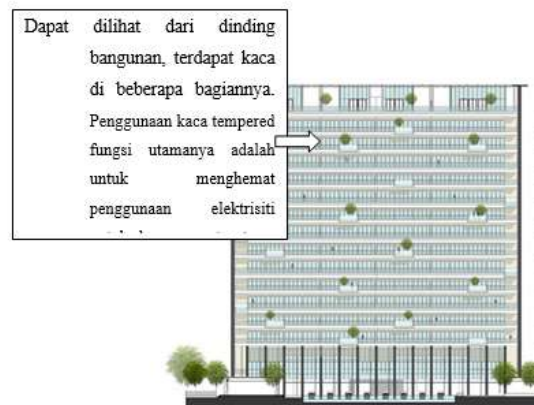 Dapat dilihat dari dinding
bangunan, terdapat kaca
di beberapa bagiannya.
Penggunaan kaca tempered
fungsi utamanya adalah
untuk menghemat
penggunaan elektrisiti